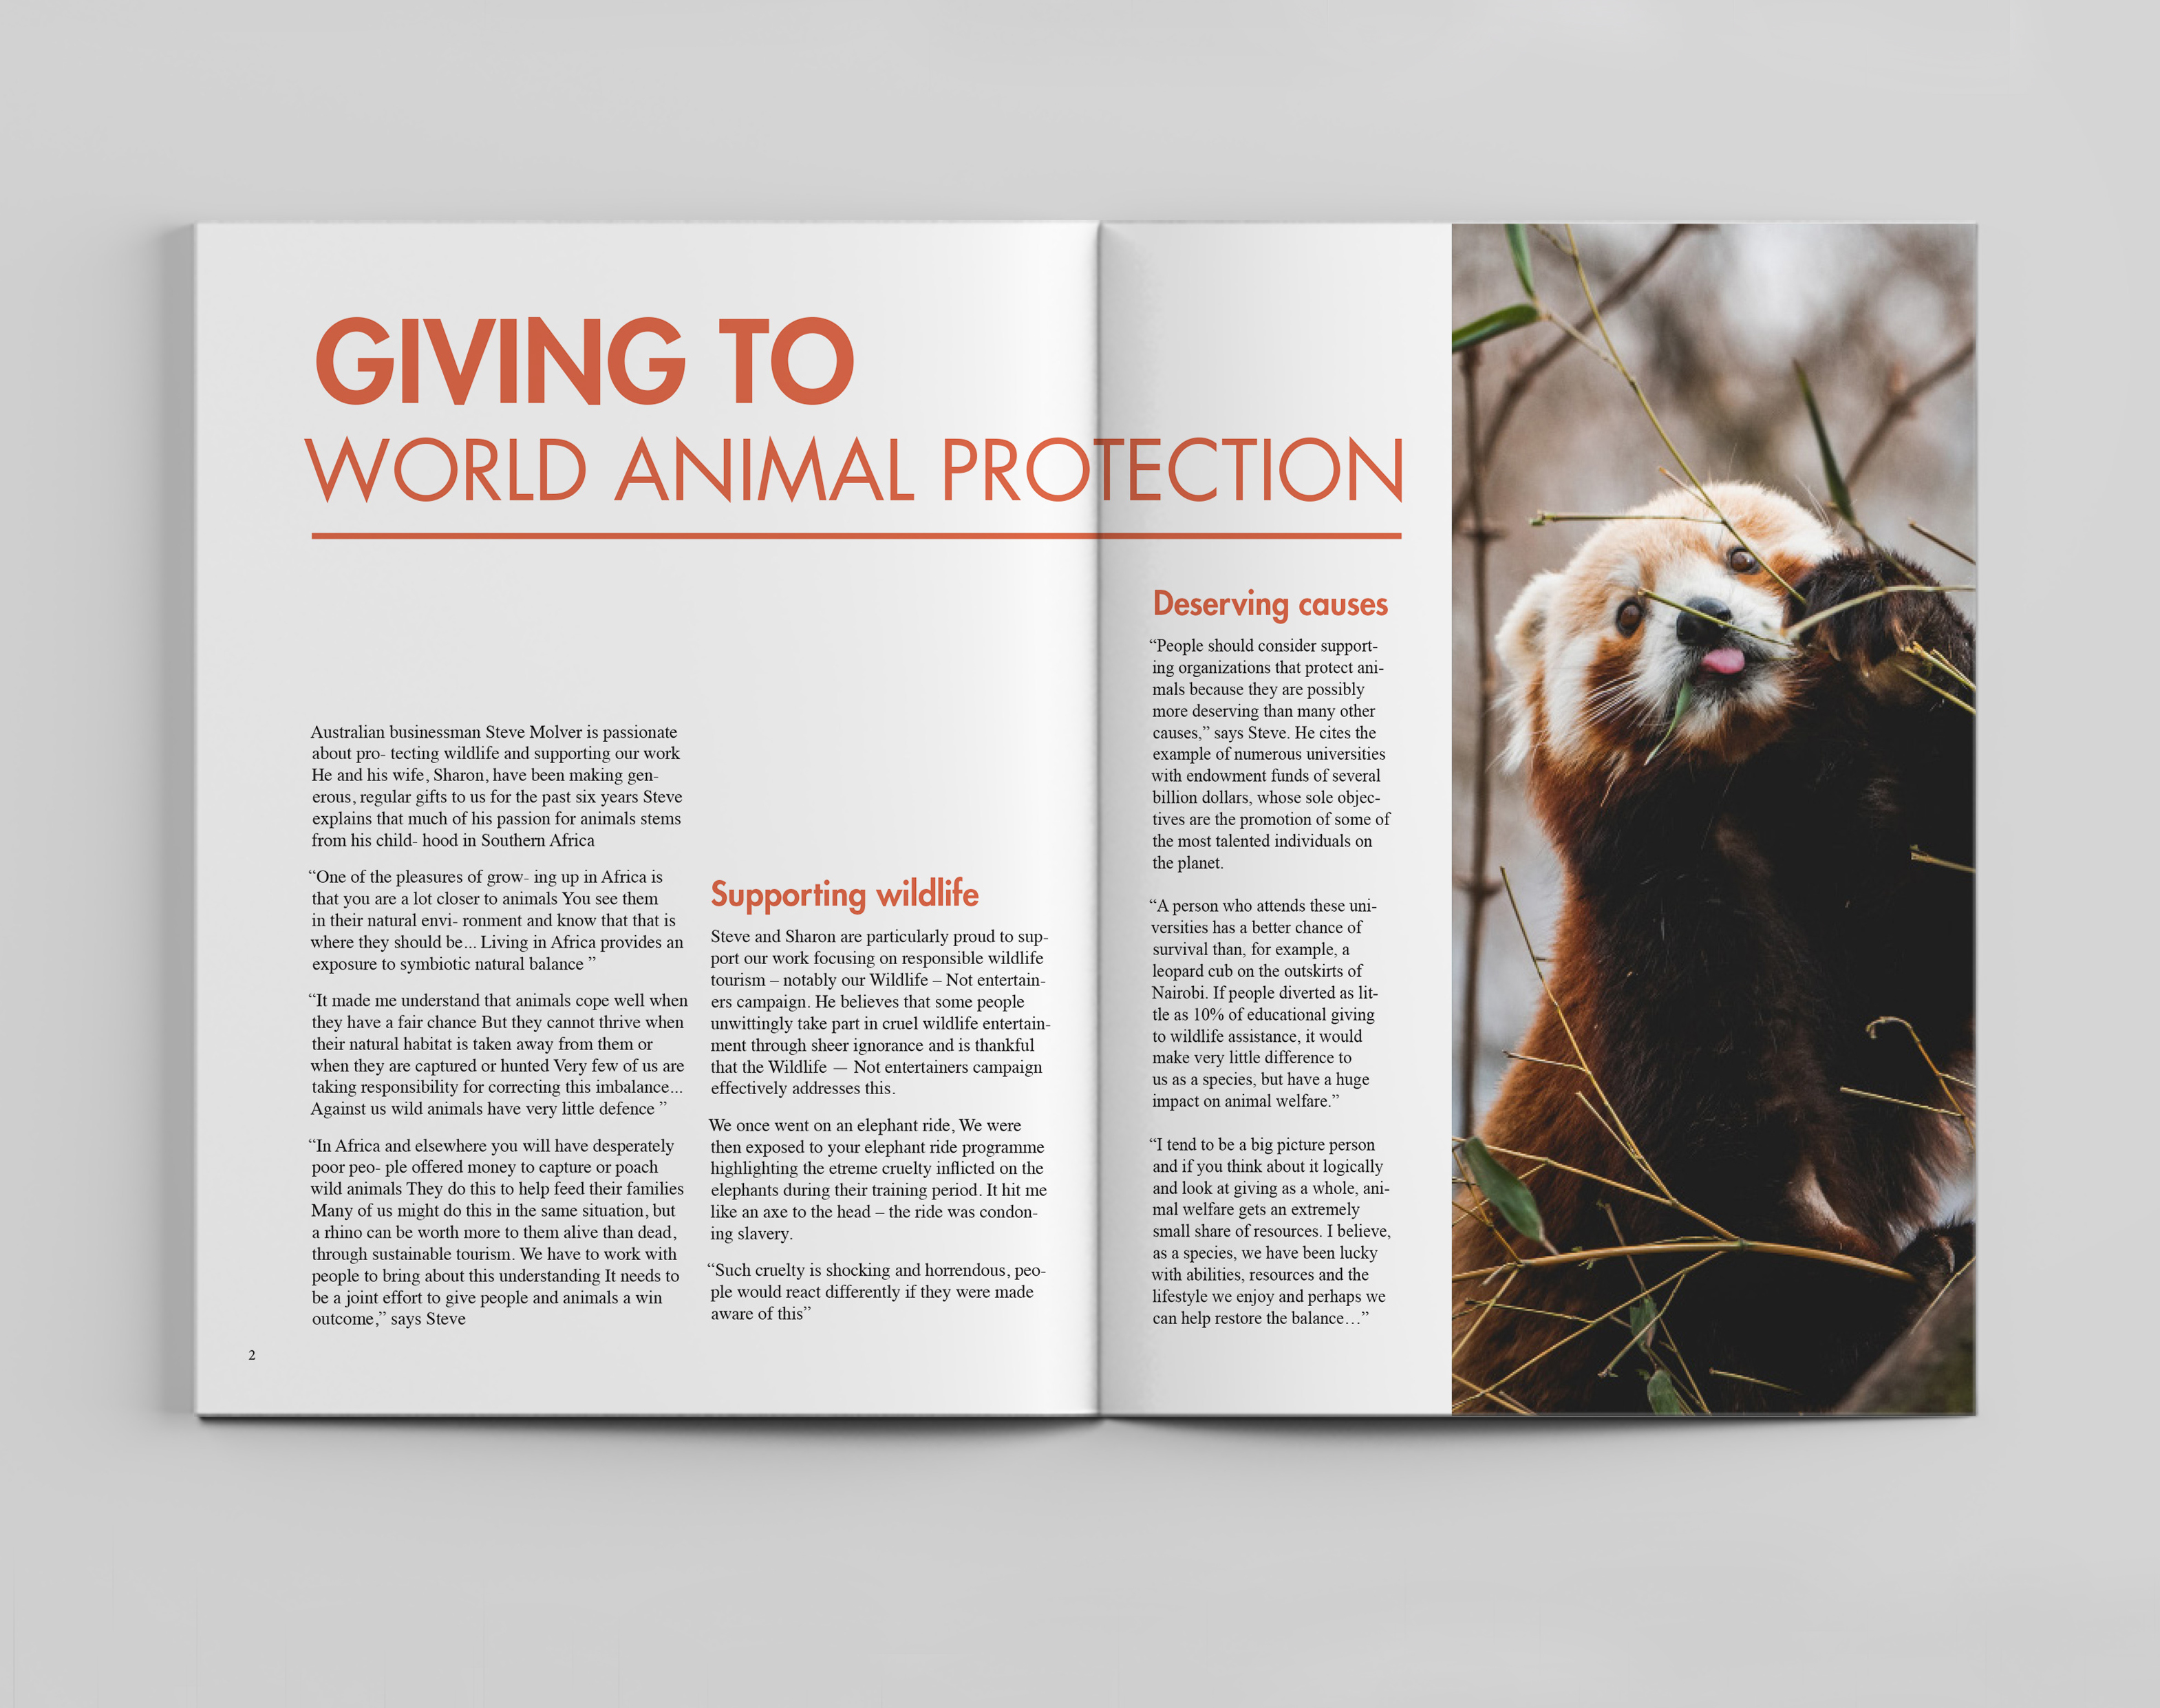 GIVING TO
WORLD ANIMAL PROTECTION
Australian businessman Steve Molver is passionate
about pro- tecting wildlife and supporting our work
He and his wife, Sharon, have been making gen-
erous, regular gifts to us for the past six years Steve
explains that much of his passion for animals stems
from his child- hood in Southern Africa
“One of the pleasures of grow- ing up in Africa is
that you are a lot closer to animals You see them
in their natural envi- ronment and know that that is
where they should be... Living in Africa provides an
exposure to symbiotic natural balance ”
“It made me understand that animals cope well when
they have a fair chance But they cannot thrive when
their natural habitat is taken away from them or
when they are captured or hunted Very few of us are
taking responsibility for correcting this imbalance...
Against us wild animals have very little defence ”
“In Africa and elsewhere you will have desperately
poor peo- ple offered money to capture or poach
wild animals They do this to help feed their families
Many of us might do this in the same situation, but
a rhino can be worth more to them alive than dead,
through sustainable tourism. We have to work with
people to bring about this understanding It needs to
be a joint effort to give people and animals a win
outcome,” says Steve
2
Supporting wildlife
Steve and Sharon are particularly proud to sup-
port our work focusing on responsible wildlife
tourism – notably our Wildlife – Not entertain-
ers campaign. He believes that some people
unwittingly take part in cruel wildlife entertain-
ment through sheer ignorance and is thankful
that the Wildlife — Not entertainers campaign
effectively addresses this.
We once went on an elephant ride, We were
then exposed to your elephant ride programme
highlighting the etreme cruelty inflicted on the
elephants during their training period. It hit me
like an axe to the head – the ride was condon-
ing slavery.
“Such cruelty is shocking and horrendous, peo-
ple would react differently if they were made
aware of this”
Deserving causes
“People should consider support-
ing organizations that protect ani-
mals because they are possibly
more deserving than many other
causes,” says Steve. He cites the
example of numerous universities
with endowment funds of several
billion dollars, whose sole objec-
tives are the promotion of some of
the most talented individuals on
the planet.
“A person who attends these uni-
versities has a better chance of
survival than, for example, a
leopard cub on the outskirts of
Nairobi. If people diverted as lit-
tle as 10% of educational giving
to wildlife assistance, it would
make very little difference to
us as a species, but have a huge
impact on animal welfare.”
“I tend to be a big picture person
and if you think about it logically
and look at giving as a whole, ani-
mal welfare gets an extremely
small share of resources. I believe,
as a species, we have been lucky
with abilities, resources and the
lifestyle we enjoy and perhaps we
can help restore the balance…”